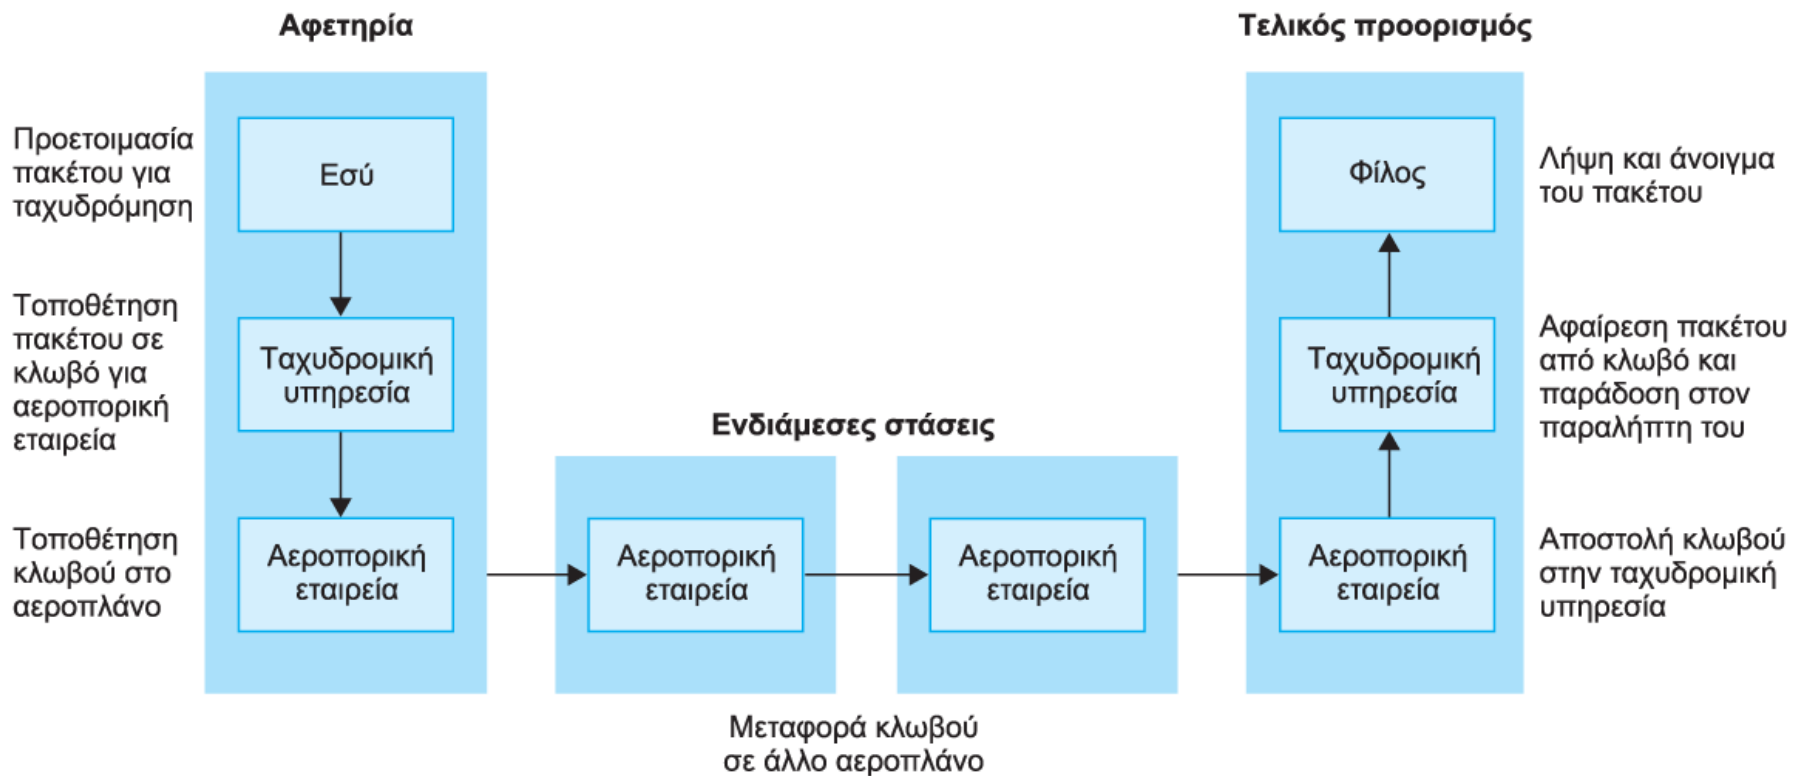 Αφετηρία
Τελικός προορισμός
Προετοιμασία
πακέτου για
ταχυδρόμηση
Εσύ
Φίλος
Λήψη και άνοιγμα
του πακέτου
Τοποθέτηση
πακέτου σε
κλωβό για
αεροπορική
εταιρεία
Ταχυδρομική
υπηρεσία
Ταχυδρομική
υπηρεσία
Αφαίρεση πακέτου
από κλωβό και
παράδοση στον
παραλήπτη του
Ενδιάμεσες στάσεις
Τοποθέτηση
κλωβού στο
αεροπλάνο
Αεροπορική
εταιρεία
Αεροπορική
εταιρεία
Αεροπορική
εταιρεία
Αεροπορική
εταιρεία
Αποστολή κλωβού
στην ταχυδρομική
υπηρεσία
Μεταφορά κλωβού
σε άλλο αεροπλάνο